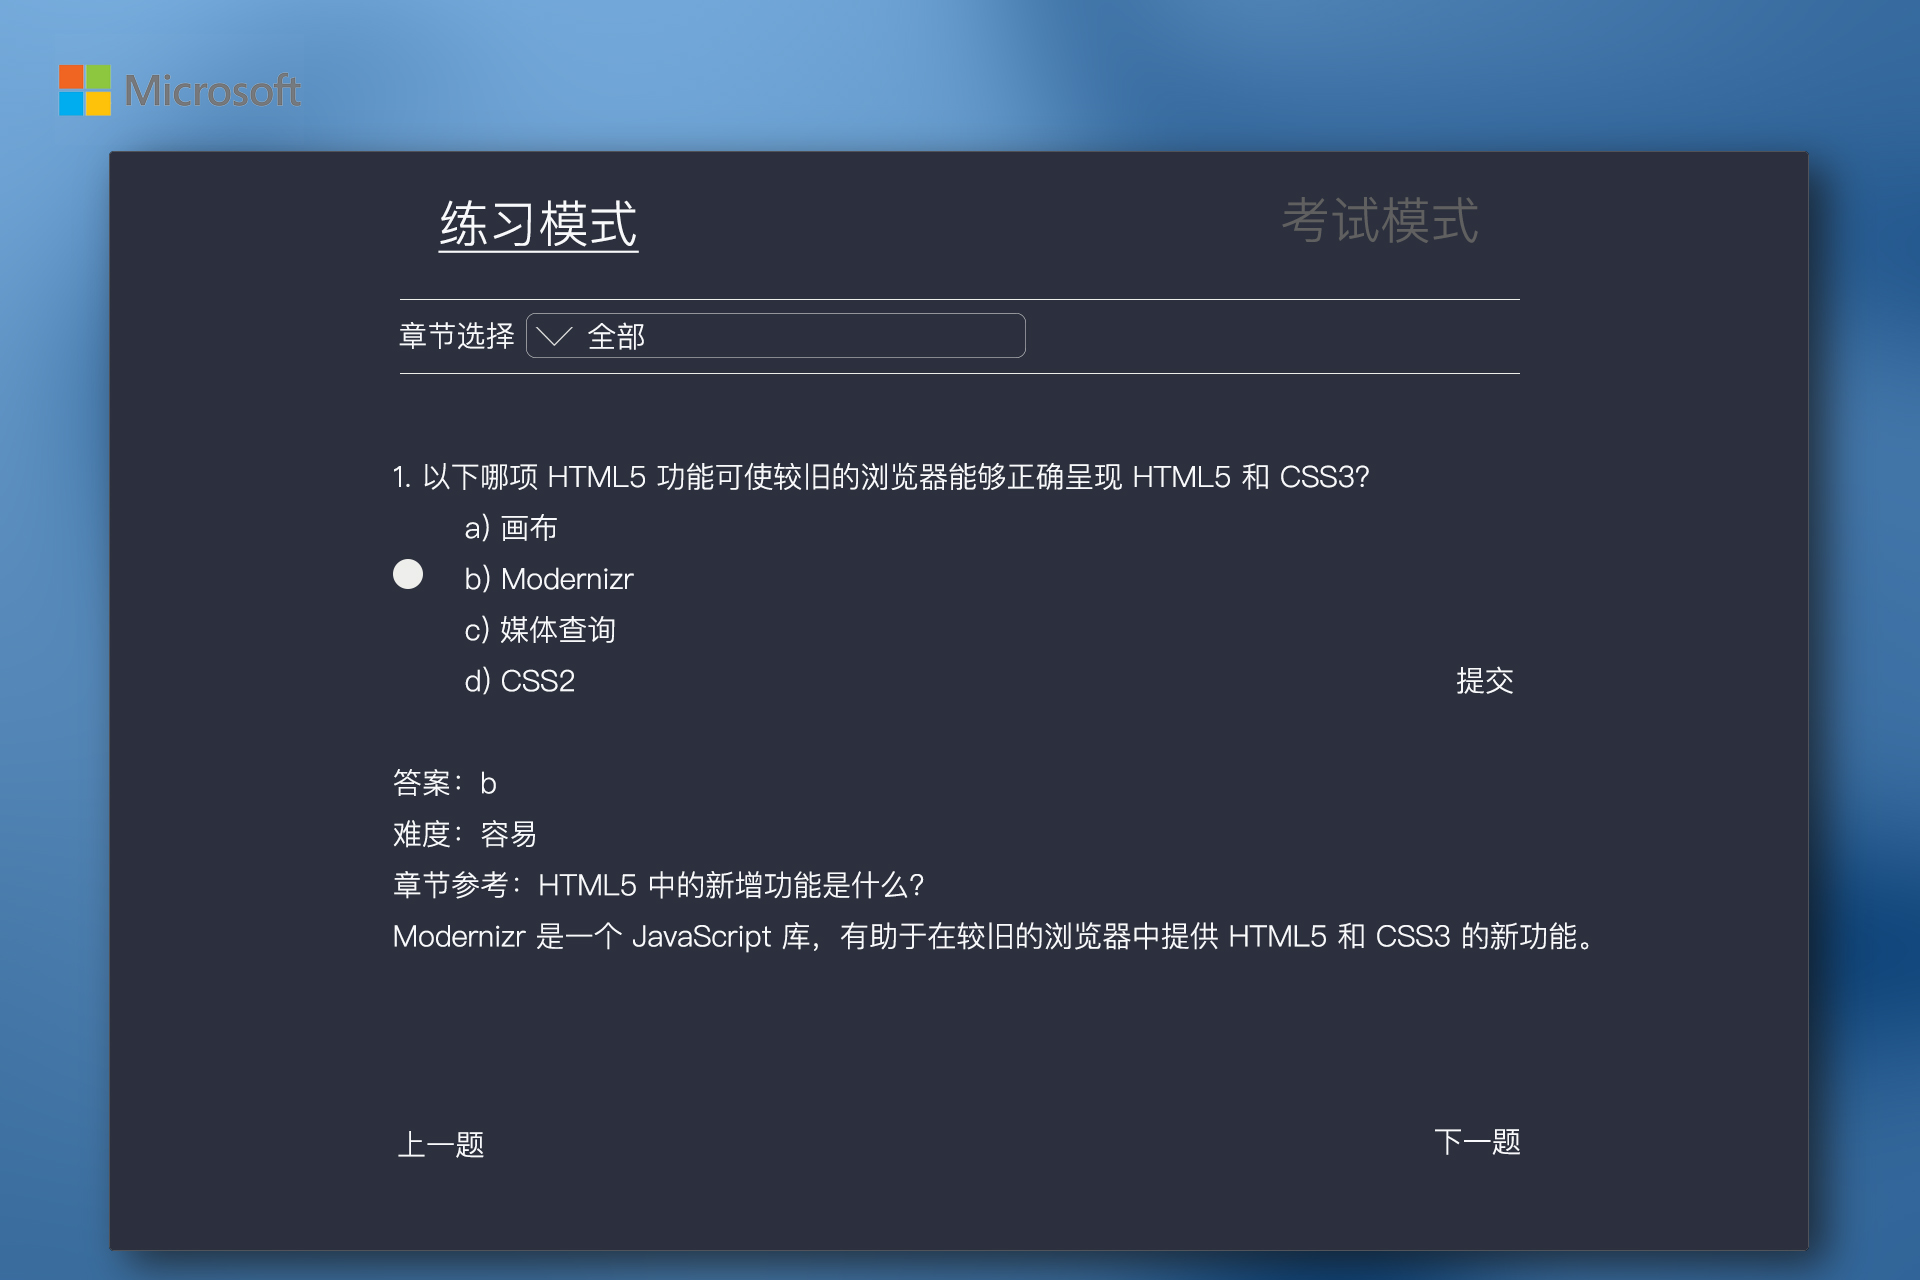 Microsoft
练习模式
考试模式
章节选择 全部
1. 以下哪项 HTML5 功能可使较旧的浏览器能够正确呈现 HTML5 和 CSS3?
a) 画布
b) Modernizr
c) 媒体查询
d) CSS2
提交
答案：b
难度：容易
章节参考：HTML5 中的新增功能是什么?
Modernizr 是一个 JavaScript 库，有助于在较旧的浏览器中提供 HTML5 和 CSS3 的新功能。
上一题
下一题